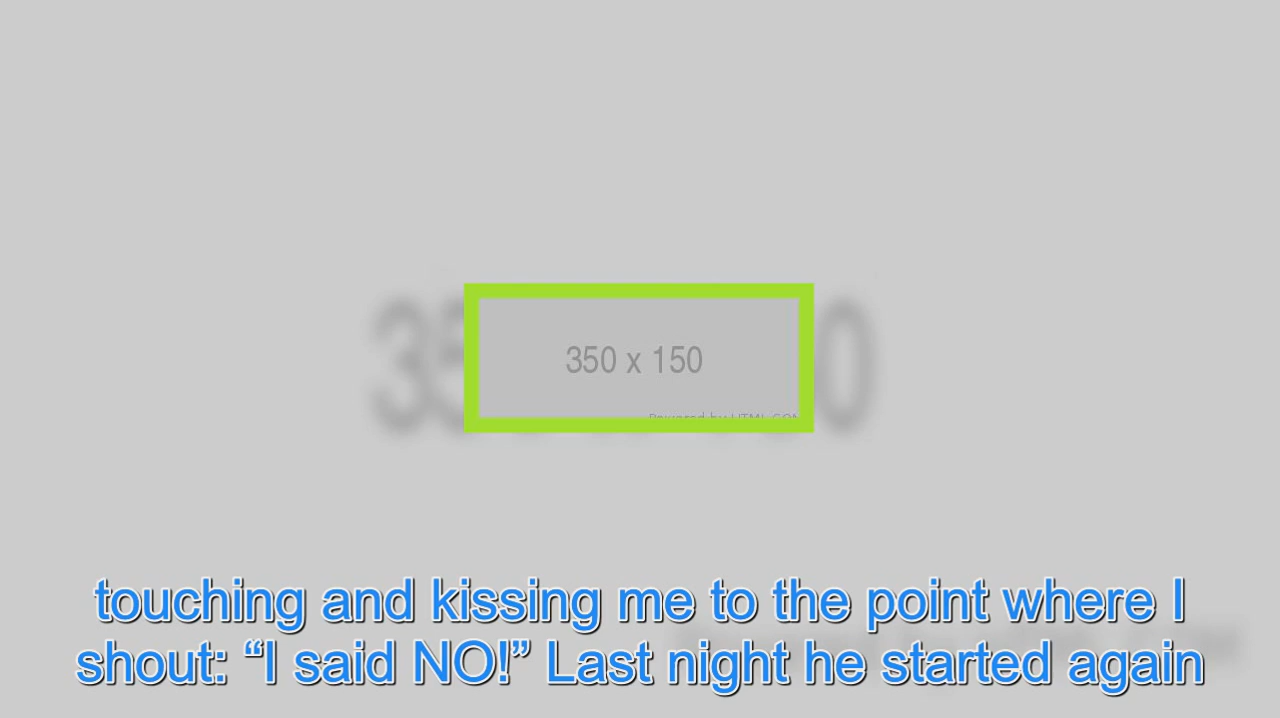 350 x 150
touching and kissing me to the point where I
shout: “I said NO!” Last night he started again